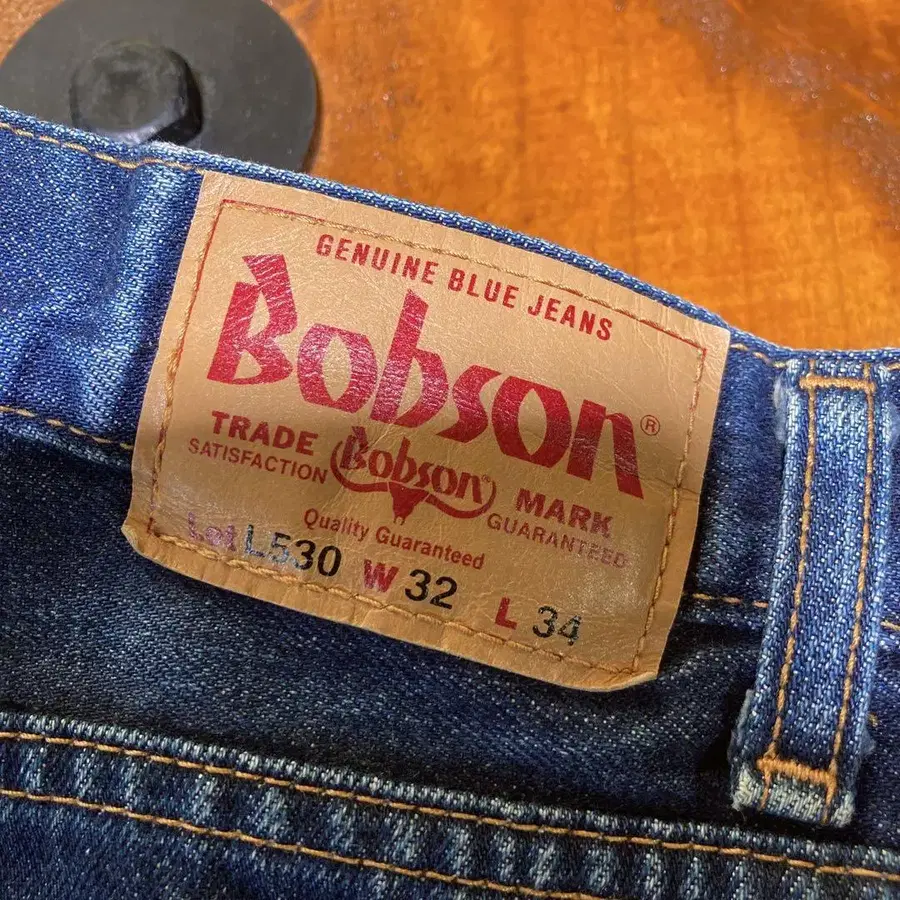 GENUINE BLUE JEANS
Bobson®
TRADE Bobson MARK
SATISFACTION GUARANTEED
Quality Guaranteed
Lot L530 W 32 L 34